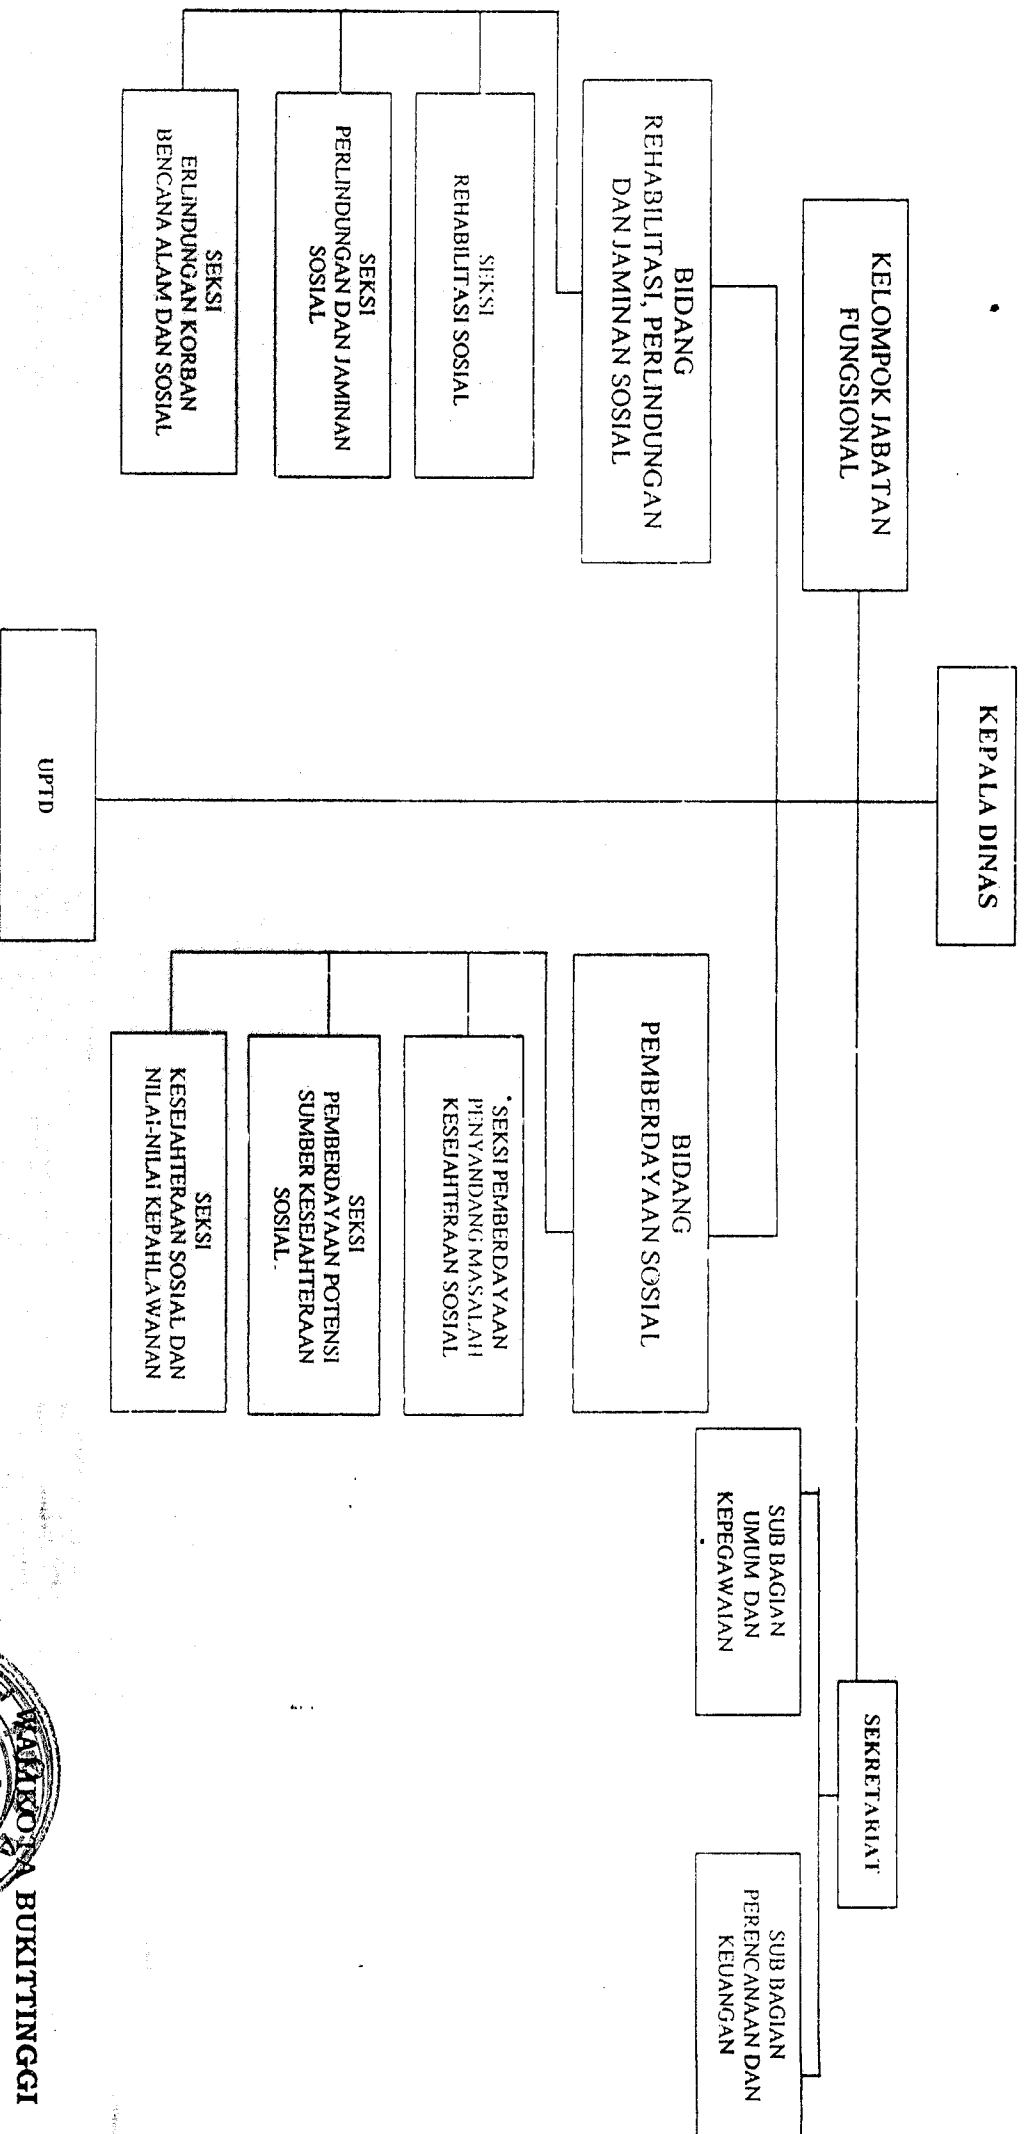 KEPALA DINAS
KELOMPOK JABATAN
FUNGSIONAL
SEKRETARIAT
SUB BAGIAN
UMUM DAN
KEPEGAWAIAN
SUB BAGIAN
PERENCANAAN DAN
KEUANGAN
BIDANG
REHABILITASI, PERLINDUNGAN
DAN JAMINAN SOSIAL
SEKSI
REHABILITASI SOSIAL
SEKSI
PERLINDUNGAN DAN JAMINAN
SOSIAL
SEKSI
ERLINDUNGAN KORBAN
BENCANA ALAM DAN SOSIAL
BIDANG
PEMBERDAYAAN SOSIAL
SEKSI PEMBERDAYAAN
PENYANDANG MASALAH
KESEJAHTERAAN SOSIAL
SEKSI
PEMBERDAYAAN POTENSI
SUMBER KESEJAHTERAAN
SOSIAL
SEKSI
KESEJAHTERAAN SOSIAL DAN
NILAI-NILAI KEPAHLAWANAN
UPTD
WALIKOTA BUKITTINGGI